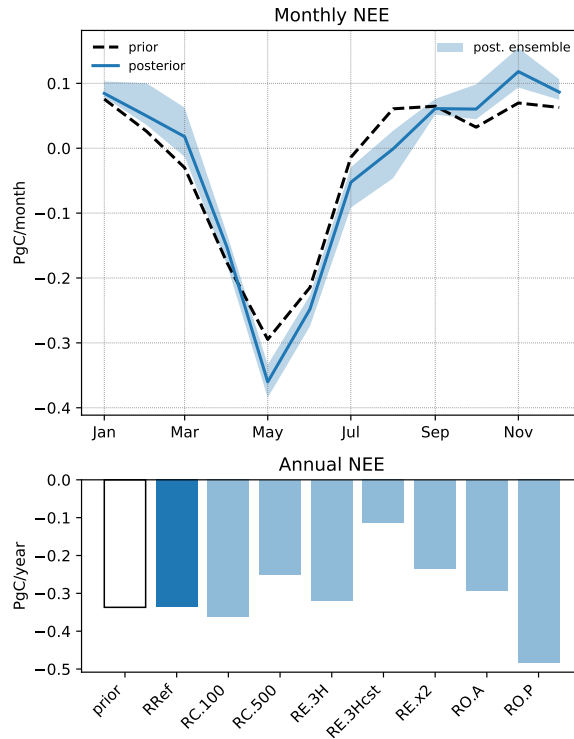 Monthly NEE
prior
posterior
post. ensemble
PgC/month
0.1
0.0
−0.1
−0.2
−0.3
−0.4
Jan
Mar
May
Jul
Sep
Nov
Annual NEE
PgC/year
0.0
−0.1
−0.2
−0.3
−0.4
−0.5
prior
RRef
RC.100
RC.500
RE.3H
RE.3Hcst
RE.x2
RO.A
RO.P